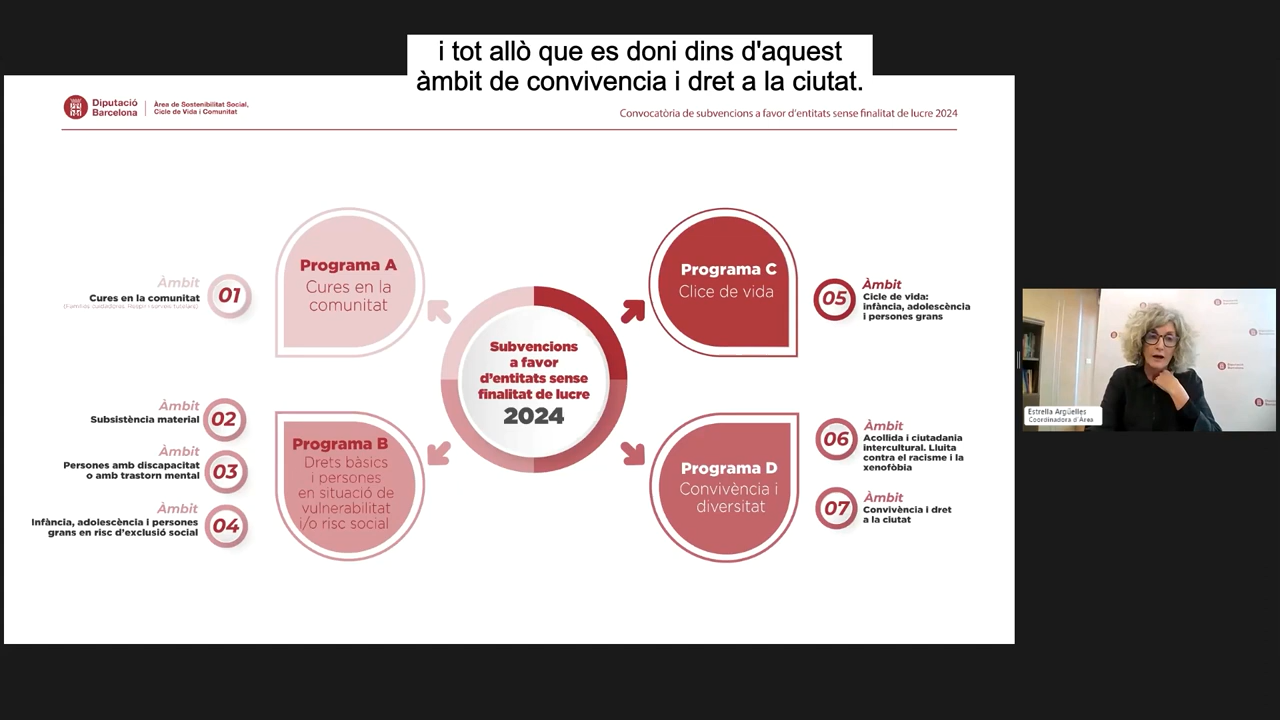 i tot allò que es doni dins d'aquest
àmbit de convivencia i dret a la ciutat.
Diputació
Barcelona
Àrea de Sostenibilitat Social,
Cicle de Vida i Comunitat
Convocatòria de subvencions a favor d'entitats sense finalitat de lucre 2024
Àmbit
01
Cures en la comunitat
Programa A
Cures en la
comunitat
Àmbit
02
Subsistència material
Àmbit
03
Persones amb discapacitat
o amb trastorn mental
Àmbit
04
Infància, adolescència i persones
grans en risc d'exclusió social
Programa B
Drets bàsics
i persones
en situació de
vulnerabilitat
i/o risc social
Subvencions
a favor
d'entitats sense
finalitat de lucre
2024
Programa C
Clice de vida
05
Àmbit
Cicle de vida:
infància, adolescència
i persones grans
Programa D
Convivència i
diversitat
06
Àmbit
Acollida i ciutadania
intercultural. Lluita
contra el racisme i la
xenofòbia
07
Àmbit
Convivència i dret
a la ciutat
Estrella Argüelles
Coordinadora d'Àrea